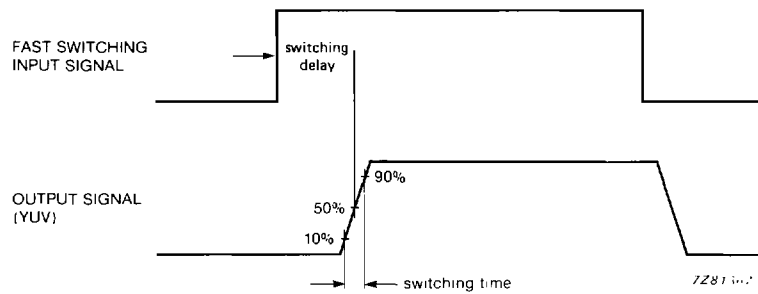 FAST SWITCHING
INPUT SIGNAL
switching
delay
OUTPUT SIGNAL
(YUV)
90%
50%
10%
switching time